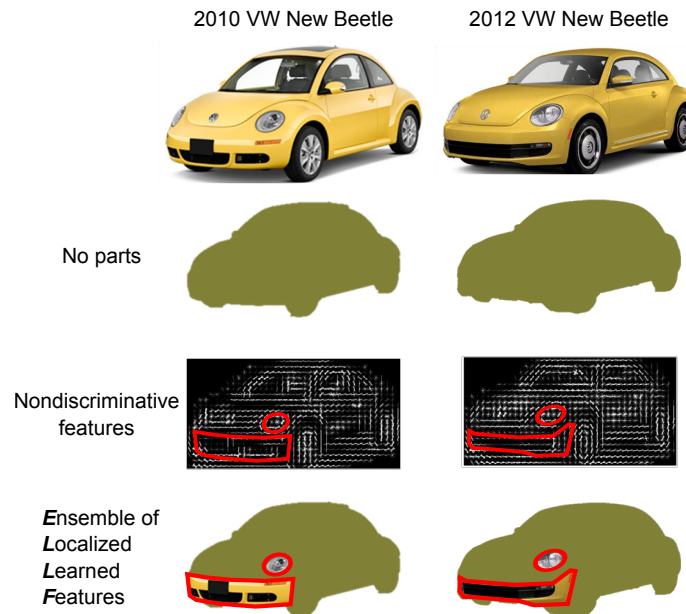 2010 VW New Beetle
2012 VW New Beetle
No parts
Nondiscriminative
features
Ensemble of
Localized
Learned
Features